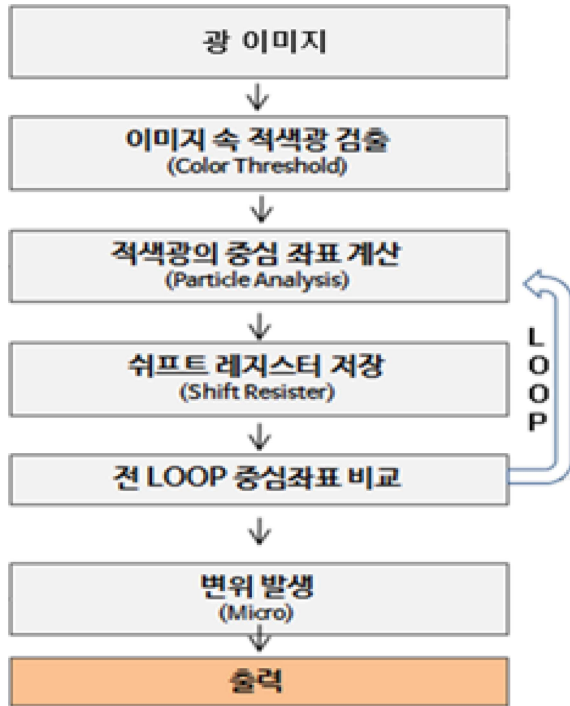 광 이미지
이미지 속 적색광 검출
(Color Threshold)
적색광의 중심 좌표 계산
(Particle Analysis)
쉬프트 레지스터 저장
(Shift Resister)
전 LOOP 중심좌표 비교
LOOP
변위 발생
(Micro)
출력